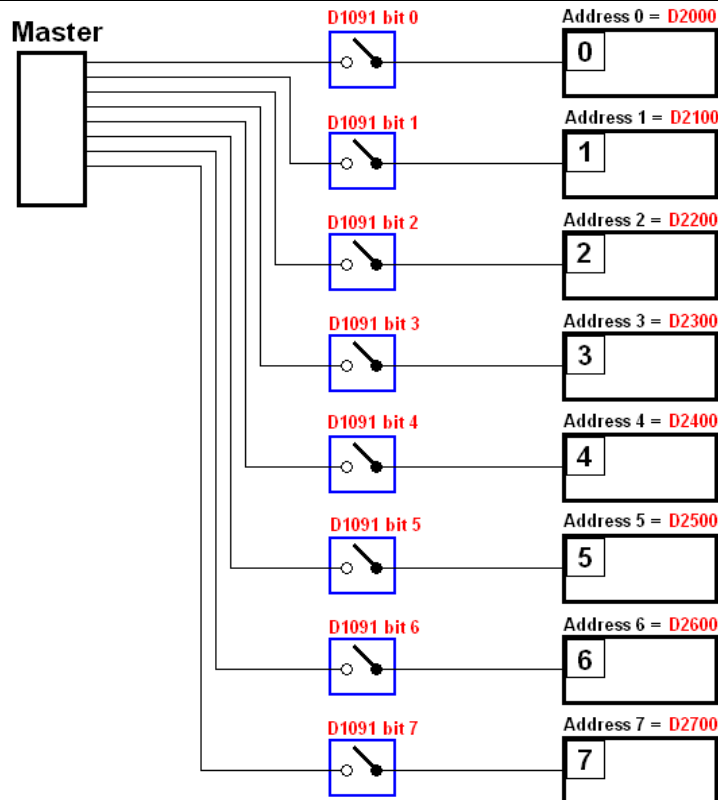 Master
D1091 bit 0
Address 0 = D2000
0
D1091 bit 1
Address 1 = D2100
1
D1091 bit 2
Address 2 = D2200
2
D1091 bit 3
Address 3 = D2300
3
D1091 bit 4
Address 4 = D2400
4
D1091 bit 5
Address 5 = D2500
5
D1091 bit 6
Address 6 = D2600
6
D1091 bit 7
Address 7 = D2700
7